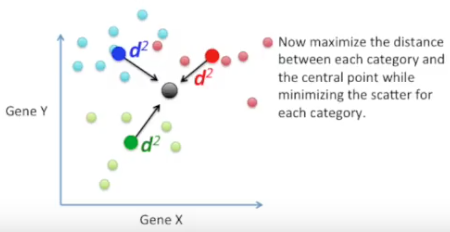 d²
Now maximize the distance
between each category and
the central point while
minimizing the scatter for
each category.
d²
Gene Y
d²
Gene X